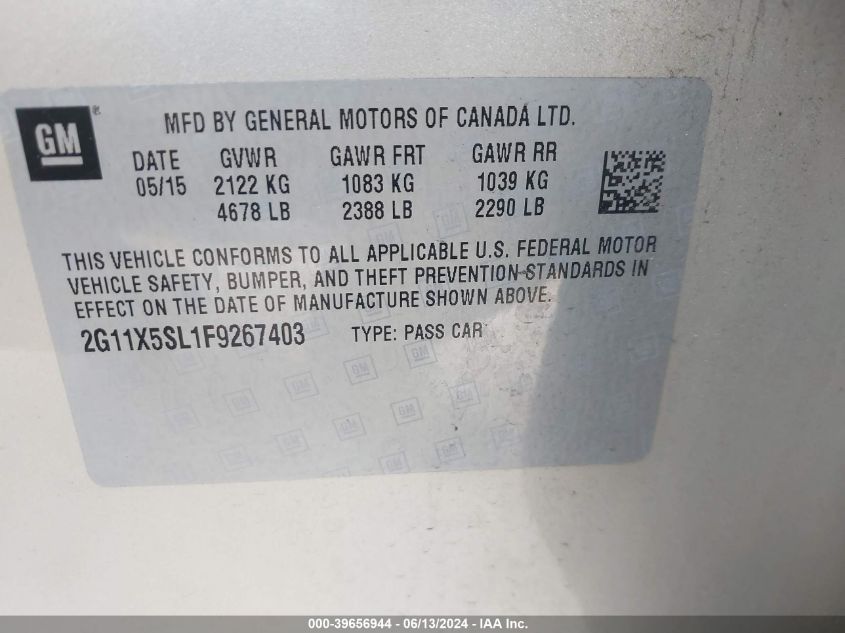 GM®
MFD BY GENERAL MOTORS OF CANADA LTD.
DATE GVWR GAWR FRT GAWR RR
05/15 2122 KG 1083 KG 1039 KG
4678 LB 2388 LB 2290 LB
THIS VEHICLE CONFORMS TO ALL APPLICABLE U.S. FEDERAL MOTOR
VEHICLE SAFETY, BUMPER, AND THEFT PREVENTION STANDARDS IN
EFFECT ON THE DATE OF MANUFACTURE SHOWN ABOVE.
2G11X5SL1F9267403 TYPE: PASS CAR
000-39656944 - 06/13/2024 - IAA Inc.